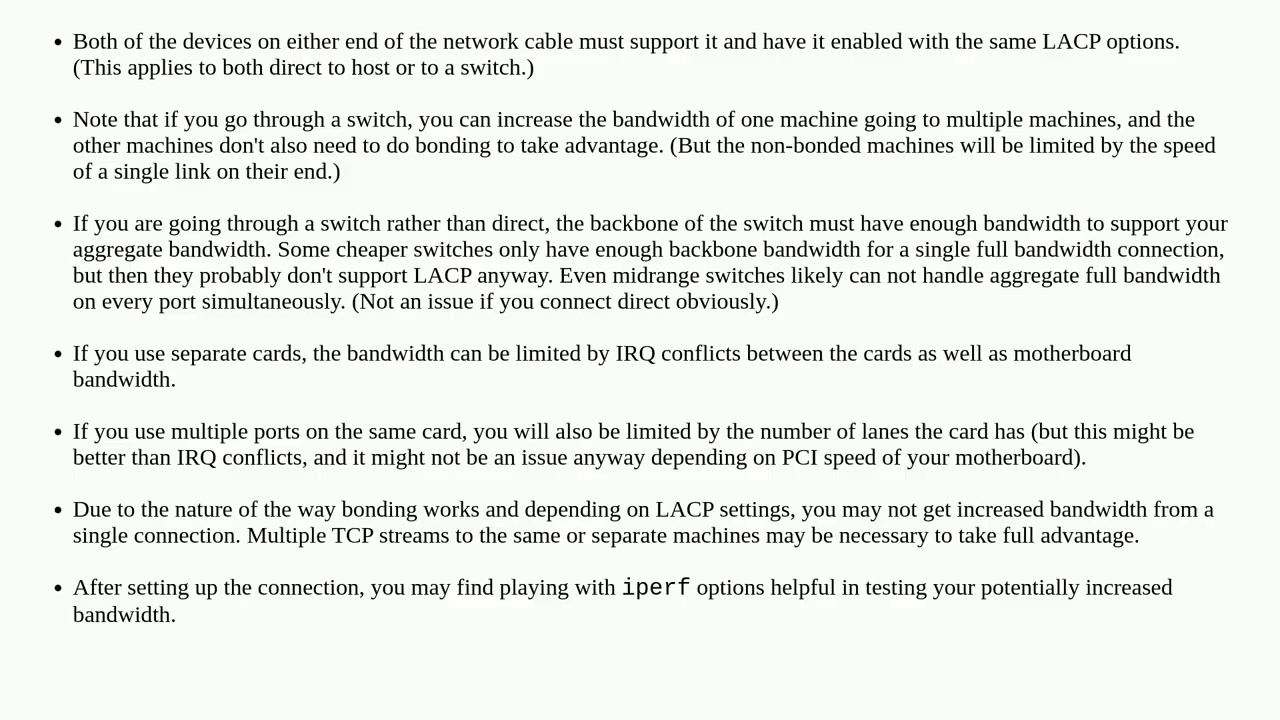 • Both of the devices on either end of the network cable must support it and have it enabled with the same LACP options.
(This applies to both direct to host or to a switch.)
• Note that if you go through a switch, you can increase the bandwidth of one machine going to multiple machines, and the
other machines don't also need to do bonding to take advantage. (But the non-bonded machines will be limited by the speed
of a single link on their end.)
• If you are going through a switch rather than direct, the backbone of the switch must have enough bandwidth to support your
aggregate bandwidth. Some cheaper switches only have enough backbone bandwidth for a single full bandwidth connection,
but then they probably don't support LACP anyway. Even midrange switches likely can not handle aggregate full bandwidth
on every port simultaneously. (Not an issue if you connect direct obviously.)
• If you use separate cards, the bandwidth can be limited by IRQ conflicts between the cards as well as motherboard
bandwidth.
• If you use multiple ports on the same card, you will also be limited by the number of lanes the card has (but this might be
better than IRQ conflicts, and it might not be an issue anyway depending on PCI speed of your motherboard).
• Due to the nature of the way bonding works and depending on LACP settings, you may not get increased bandwidth from a
single connection. Multiple TCP streams to the same or separate machines may be necessary to take full advantage.
• After setting up the connection, you may find playing with iperf options helpful in testing your potentially increased
bandwidth.